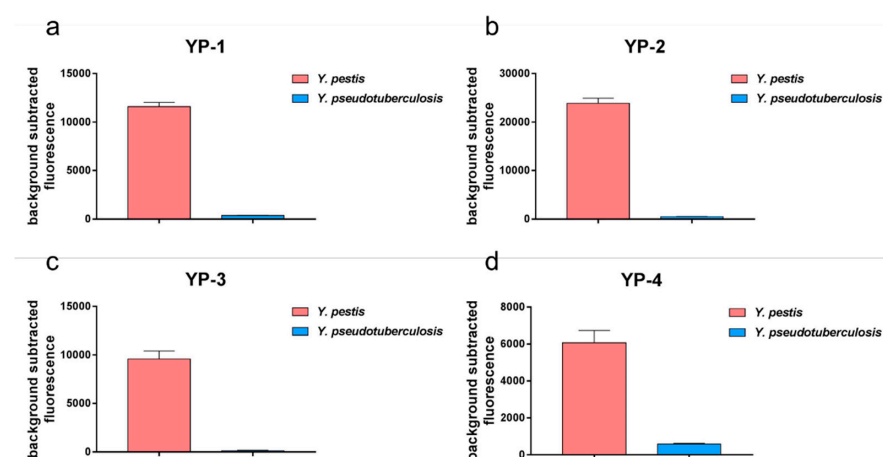 a
YP-1
background subtracted
fluorescence
15000
10000
5000
0
Y. pestis
Y. pseudotuberculosis
b
YP-2
background subtracted
fluorescence
30000
20000
10000
0
Y. pestis
Y. pseudotuberculosis
c
YP-3
background subtracted
fluorescence
15000
10000
5000
0
Y. pestis
Y. pseudotuberculosis
d
YP-4
background subtracted
fluorescence
8000
6000
4000
2000
0
Y. pestis
Y. pseudotuberculosis